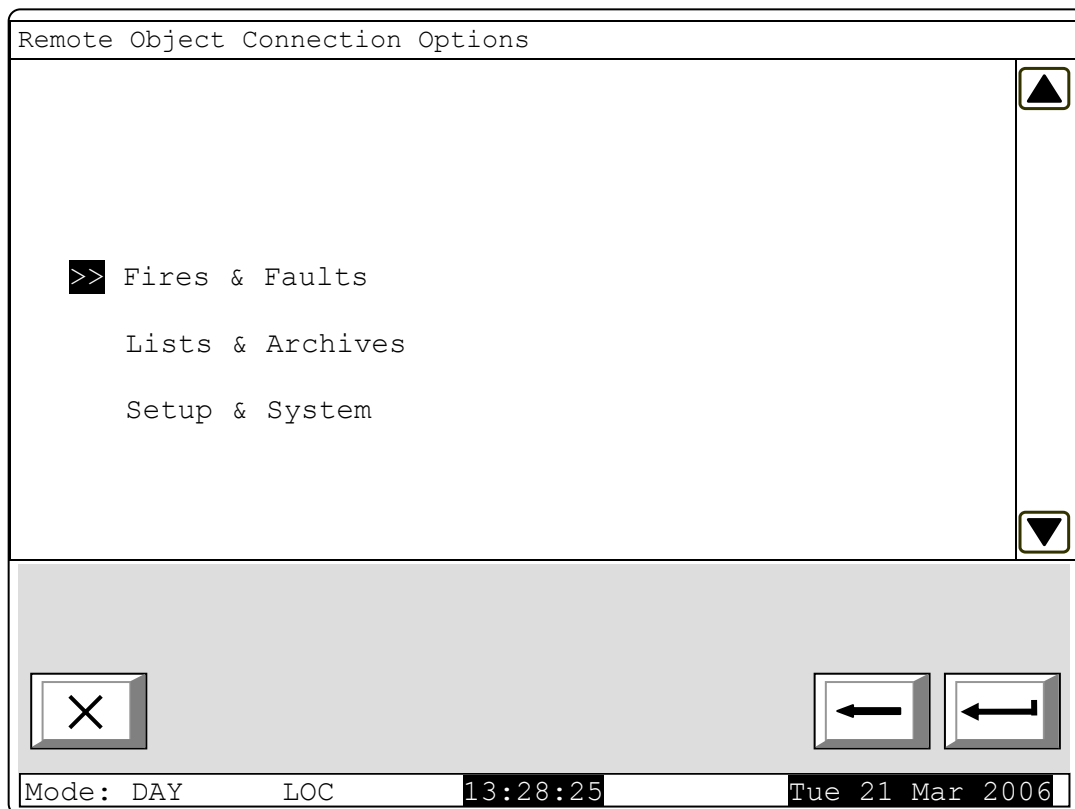 Remote Object Connection Options
>> Fires & Faults
Lists & Archives
Setup & System
Mode: DAY LOC 13:28:25 Tue 21 Mar 2006